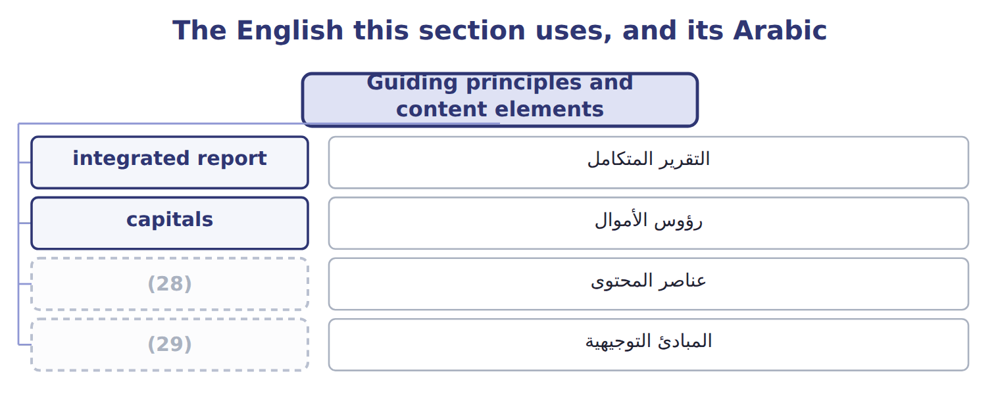 The English this section uses, and its Arabic
Guiding principles and
content elements
integrated report
التقرير المتكامل
capitals
رؤوس الأموال
(28)
عناصر المحتوى
(29)
المبادئ التوجيهية